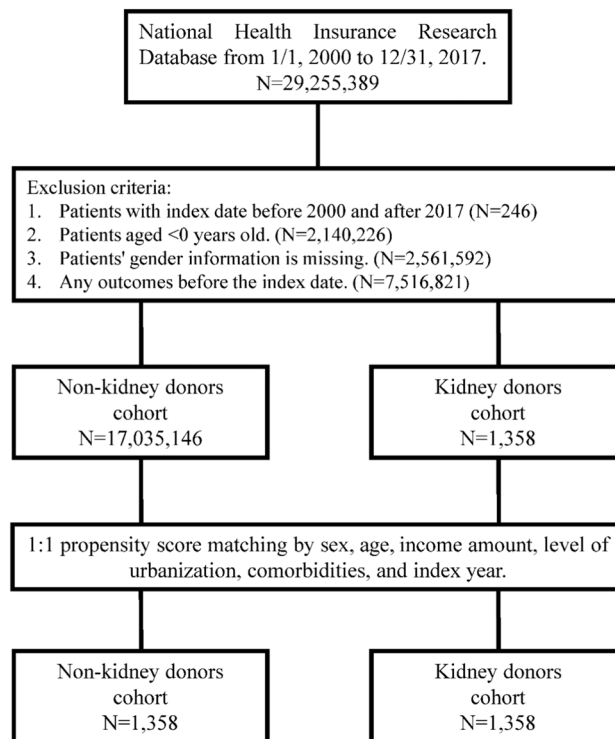 National Health Insurance Research
Database from 1/1, 2000 to 12/31, 2017.
N=29,255,389
Exclusion criteria:
1. Patients with index date before 2000 and after 2017 (N=246)
2. Patients aged <0 years old. (N=2,140,226)
3. Patients' gender information is missing. (N=2,561,592)
4. Any outcomes before the index date. (N=7,516,821)
Non-kidney donors
cohort
N=17,035,146
Kidney donors
cohort
N=1,358
1:1 propensity score matching by sex, age, income amount, level of
urbanization, comorbidities, and index year.
Non-kidney donors
cohort
N=1,358
Kidney donors
cohort
N=1,358